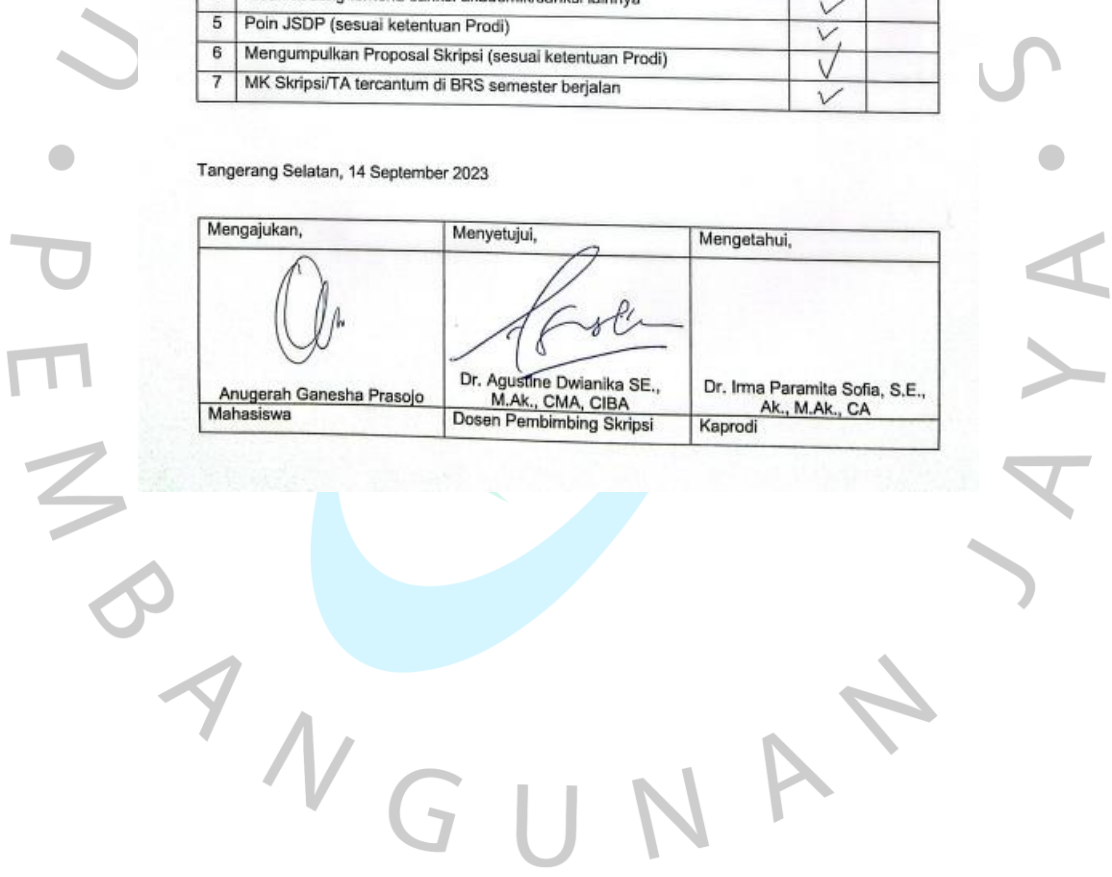 5 Poin JSDP (sesuai ketentuan Prodi)
6 Mengumpulkan Proposal Skripsi (sesuai ketentuan Prodi)
7 MK Skripsi/TA tercantum di BRS semester berjalan
Tangerang Selatan, 14 September 2023
Mengajukan, Menyetujui, Mengetahui,
Anugerah Ganesha Prasojo
Dr. Agustine Dwianika SE.,
M.Ak., CMA, CIBA
Dr. Irma Paramita Sofia, S.E.,
Ak., M.Ak., CA
Mahasiswa Dosen Pembimbing Skripsi Kaprodi
PEMBANGUNAN JAYA